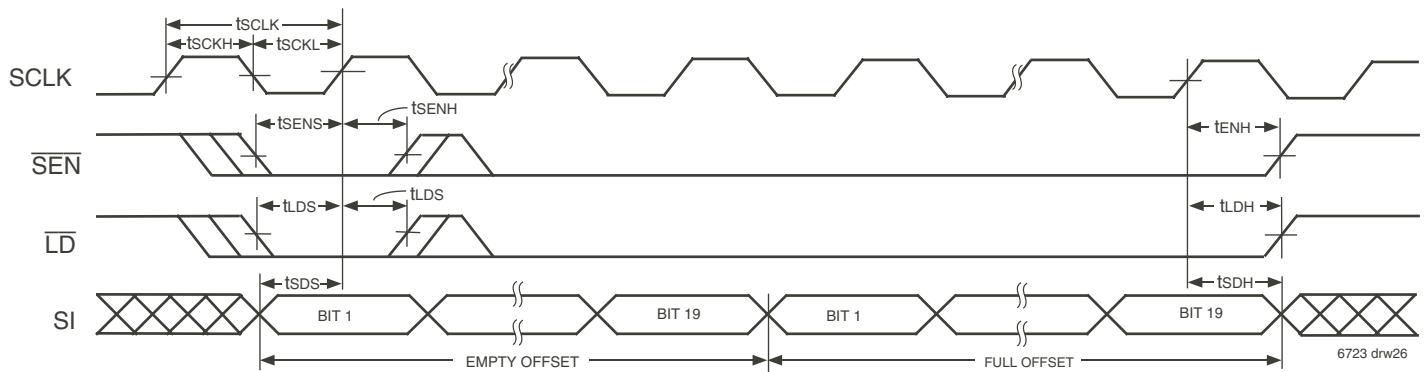 tSCLK
tSCKH tSCKL
SCLK
tSENS tSENH
tENH
SEN
tLDS tLDS
tLDH
LD
tSDS tSDH
SI BIT 1 BIT 19 BIT 1 BIT 19
EMPTY OFFSET FULL OFFSET
6723 drw26